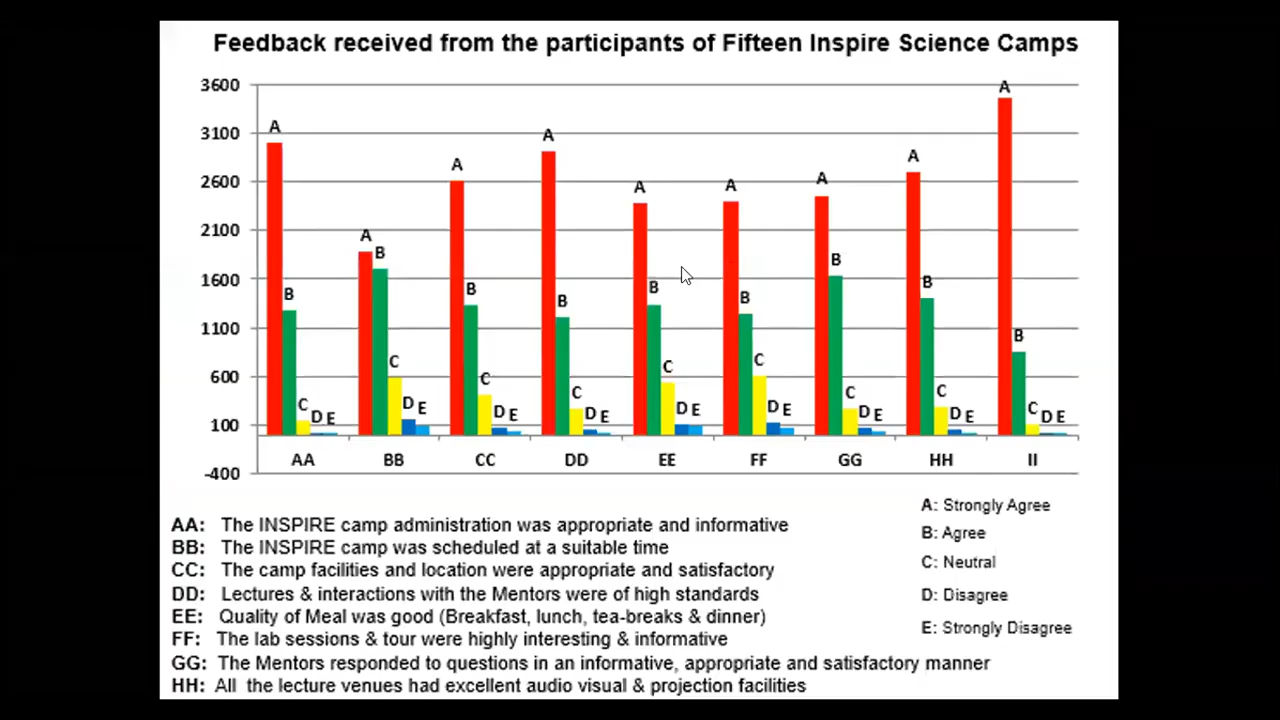 Feedback received from the participants of Fifteen Inspire Science Camps
3600
3100
2600
2100
1600
1100
600
100
-400
A B C D E
A B C D E
A B C D E
A B C D E
A B C D E
A B C D E
A B C D E
A B C D E
A B C D E
AA BB CC DD EE FF GG HH II
AA: The INSPIRE camp administration was appropriate and informative
BB: The INSPIRE camp was scheduled at a suitable time
CC: The camp facilities and location were appropriate and satisfactory
DD: Lectures & interactions with the Mentors were of high standards
EE: Quality of Meal was good (Breakfast, lunch, tea-breaks & dinner)
FF: The lab sessions & tour were highly interesting & informative
GG: The Mentors responded to questions in an informative, appropriate and satisfactory manner
HH: All the lecture venues had excellent audio visual & projection facilities
A: Strongly Agree
B: Agree
C: Neutral
D: Disagree
E: Strongly Disagree